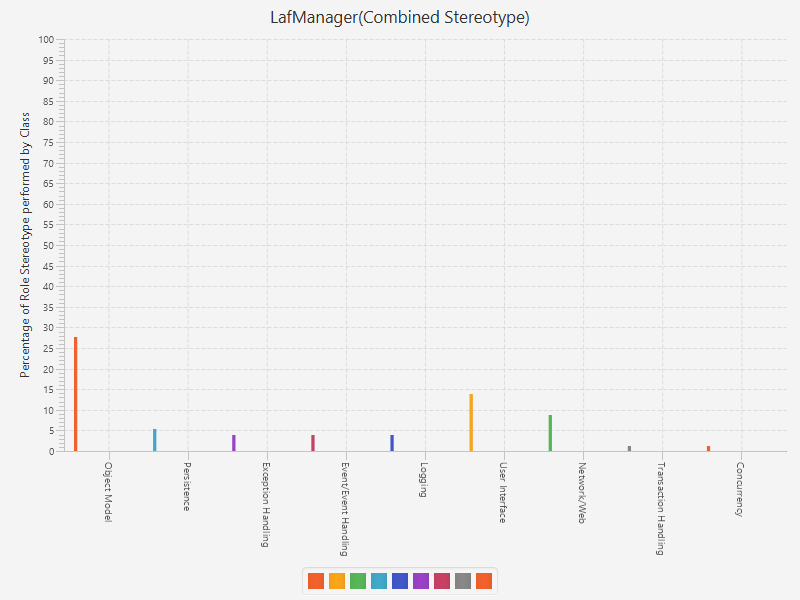 LafManager(Combined Stereotype)
Percentage of Role Stereotype performed by Class
100
95
90
85
80
75
70
65
60
55
50
45
40
35
30
25
20
15
10
5
0
Object Model
Persistence
Exception Handling
Event/Event Handling
Logging
User Interface
Network/Web
Transaction Handling
Concurrency